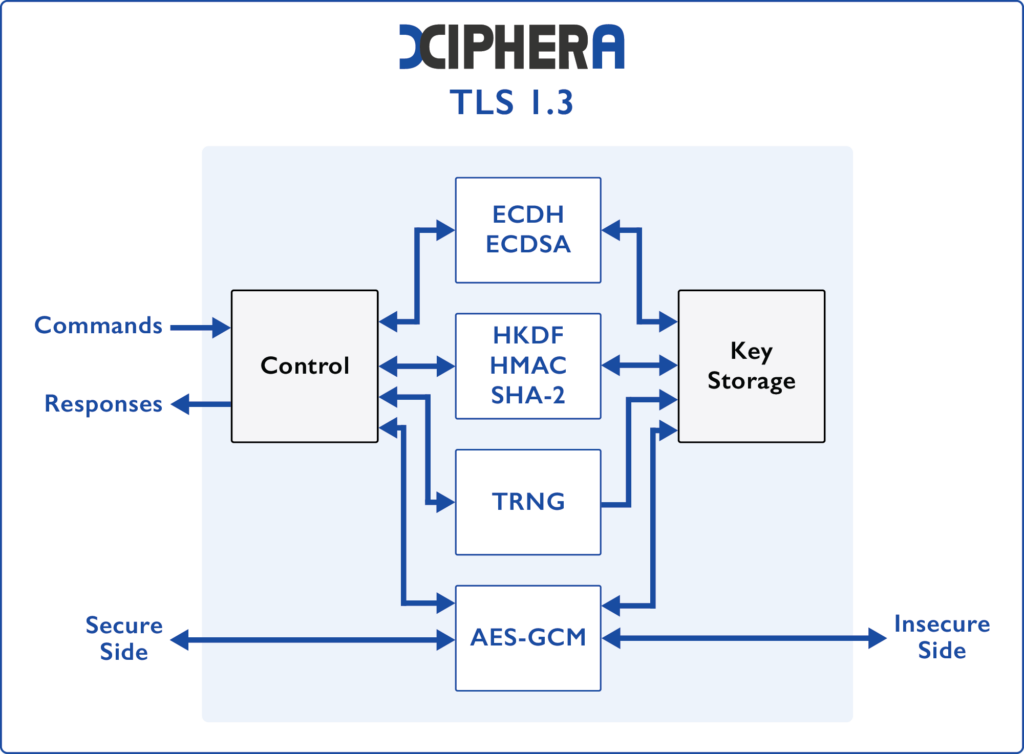 XIPHERA
TLS 1.3
ECDH
ECDSA
Commands
Control
HKDF
HMAC
SHA-2
Key
Storage
Responses
TRNG
Secure
Side
AES-GCM
Insecure
Side